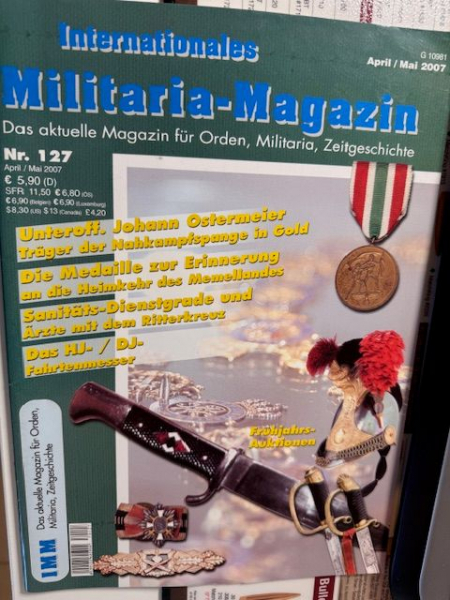 Internationales
G 10981
April / Mai 2007
Militaria-Magazin
Das aktuelle Magazin für Orden, Militaria, Zeitgeschichte
Nr. 127
April / Mai 2007
€ 5,90 (D)
SFR 11,50 € 6,80 (OS)
€ 6,90 (Belgien) € 6,90 (Luxemburg)
$ 8,30 (US) $ 13 (Canada) £ 4,20
Unteroff. Johann Ostermeier
Träger der Nahkampfspange in Gold
Die Medaille zur Erinnerung
an die Heimkehr des Memellandes
Sanitäts-Dienstgrade und
Ärzte mit dem Ritterkreuz
Das HJ- / DJ-
Fahrtenmesser
Frühjahrs-
Auktionen
IMM
Das aktuelle Magazin für Orden,
Militaria, Zeitgeschichte